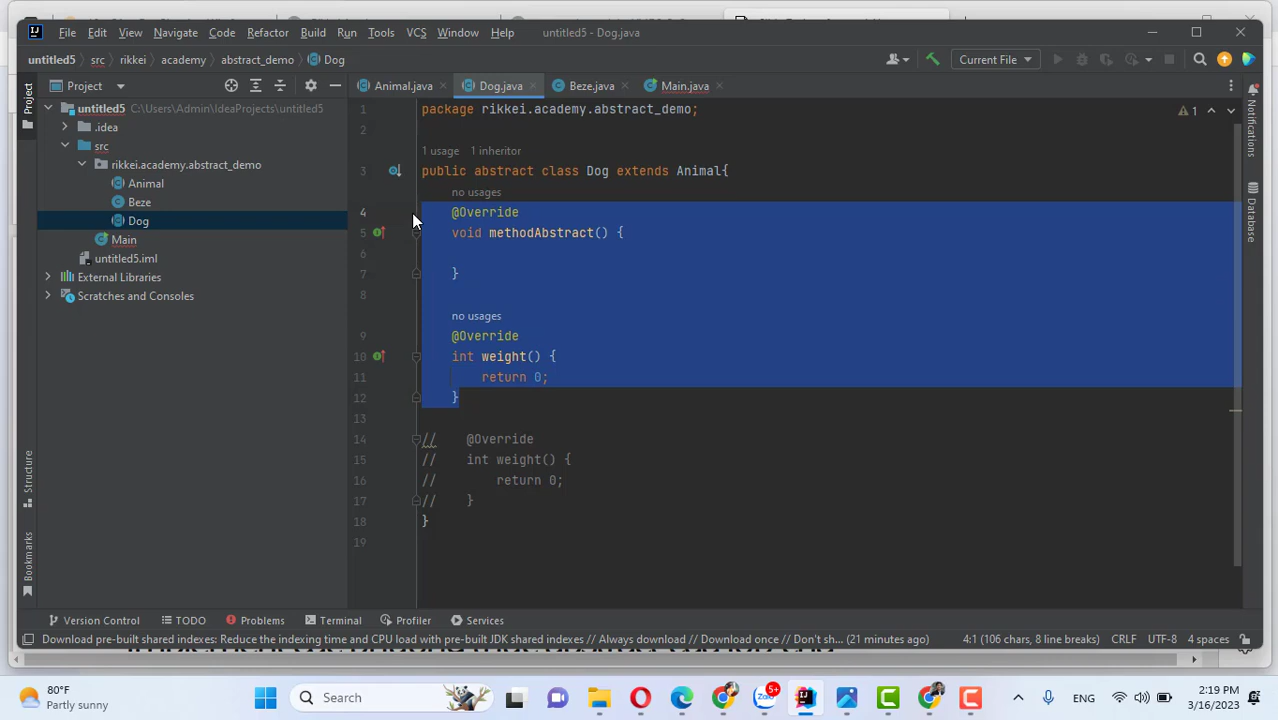 File Edit View Navigate Code Refactor Build Run Tools VCS Window Help untitled5 - Dog.java
untitled5 src rikkei academy abstract_demo Dog Current File
Project Animal.java Dog.java Beze.java Main.java
untitled5 C:\Users\Admin\IdeaProjects\untitled5
.idea
src
rikkei.academy.abstract_demo
Animal
Beze
Dog
Main
untitled5.iml
External Libraries
Scratches and Consoles
Project
Structure
Bookmarks
1 package rikkei.academy.abstract_demo;
2
1 usage 1 inheritor
3 public abstract class Dog extends Animal{
no usages
4 @Override
5 void methodAbstract() {
6
7 }
8
no usages
9 @Override
10 int weight() {
11 return 0;
12 }
13
14 // @Override
15 // int weight() {
16 // return 0;
17 // }
18 }
19
1
Notifications
Database
Version Control TODO Problems Terminal Profiler Services
Download pre-built shared indexes: Reduce the indexing time and CPU load with pre-built JDK shared indexes // Always download // Download once // Don't sh... (21 minutes ago) 4:1 (106 chars, 8 line breaks) CRLF UTF-8 4 spaces
80°F
Partly sunny
Search
5+
ENG
2:19 PM
3/16/2023